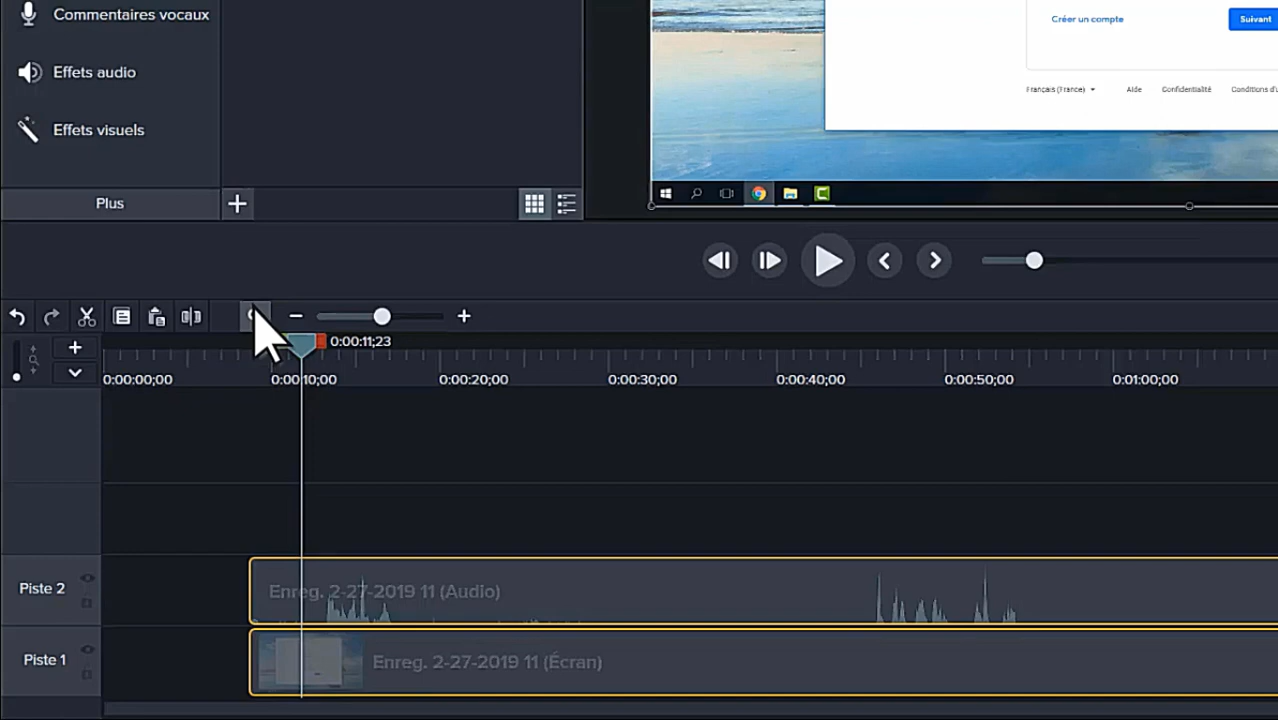 Commentaires vocaux
Créer un compte
Suivant
Effets audio
Français (France)
Aide
Confidentialité
Conditions d'u
Effets visuels
Plus
0:00:11;23
0:00:00;00
0:00:10;00
0:00:20;00
0:00:30;00
0:00:40;00
0:00:50;00
0:01:00;00
Piste 2
Enreg. 2-27-2019 11 (Audio)
Piste 1
Enreg. 2-27-2019 11 (Écran)